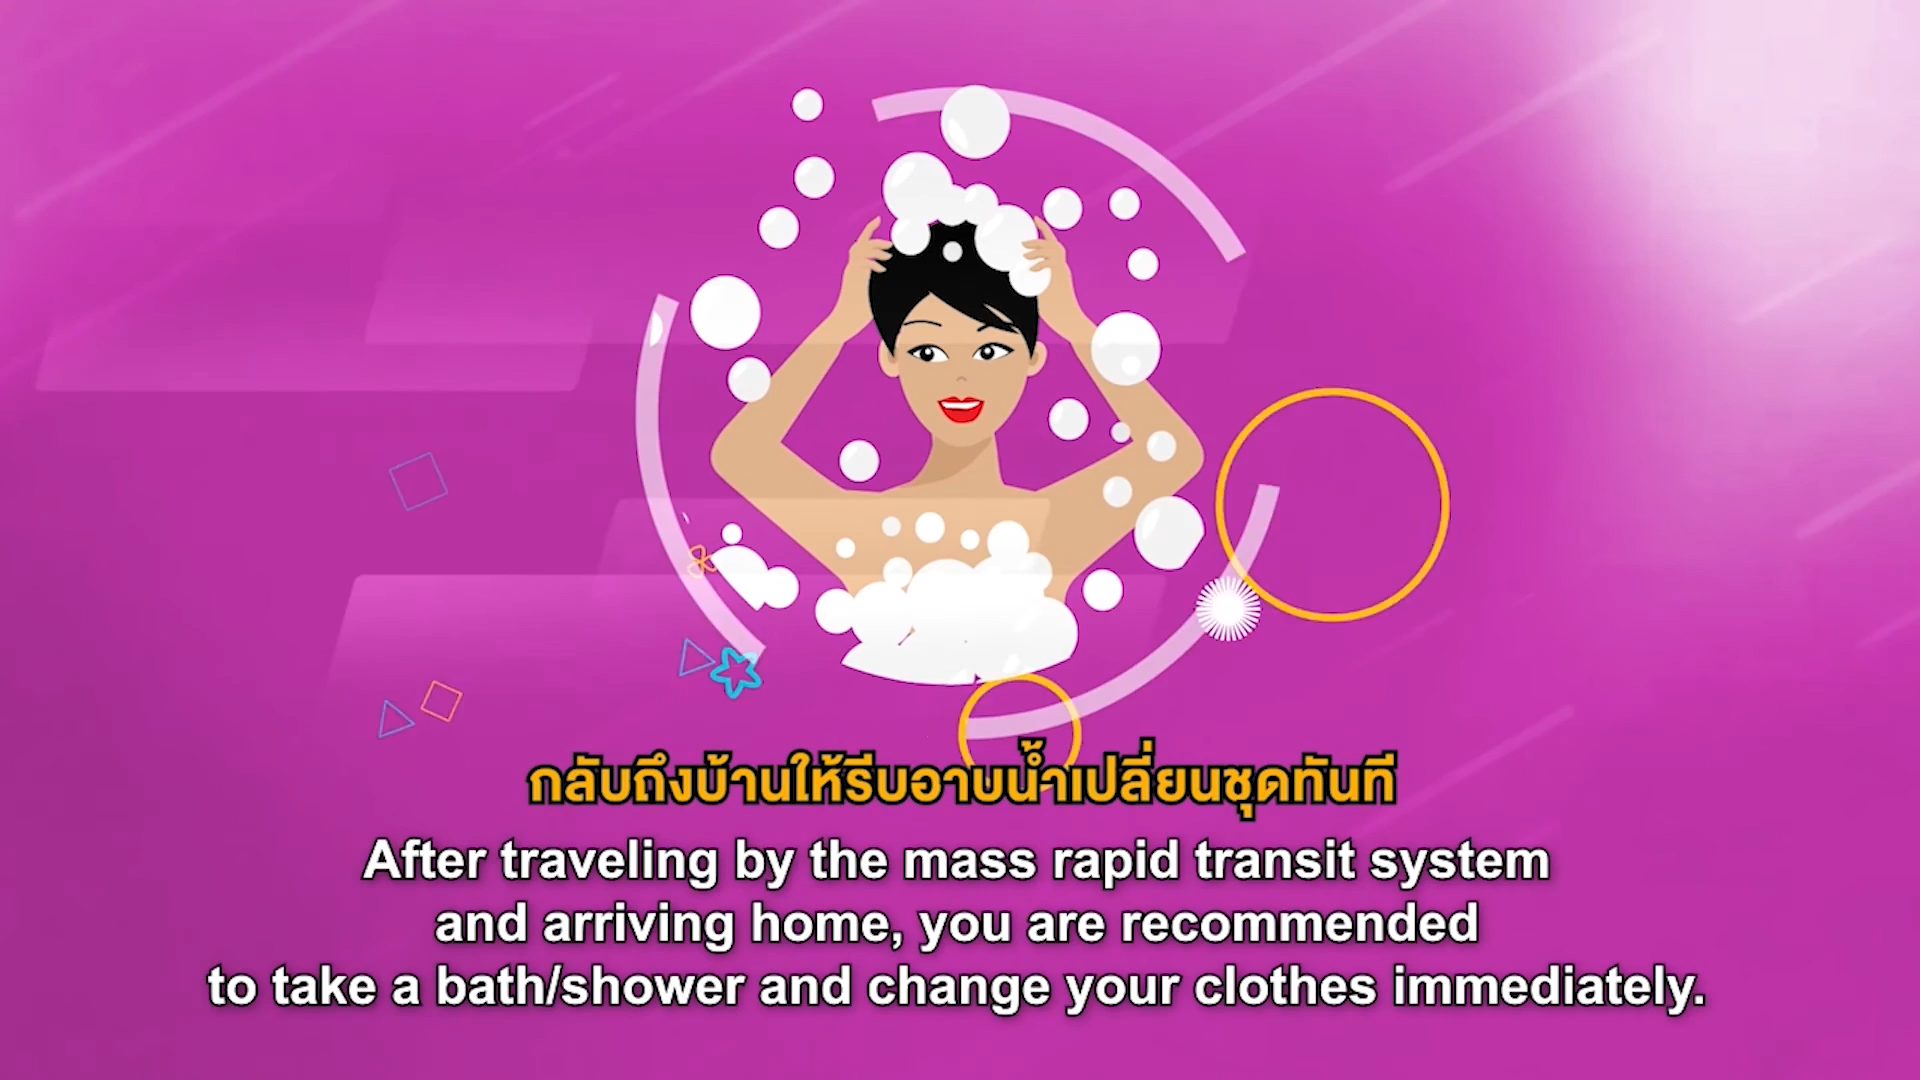 กลับถึงบ้านให้รีบอาบน้ำเปลี่ยนชุดทันที
After traveling by the mass rapid transit system
and arriving home, you are recommended
to take a bath/shower and change your clothes immediately.